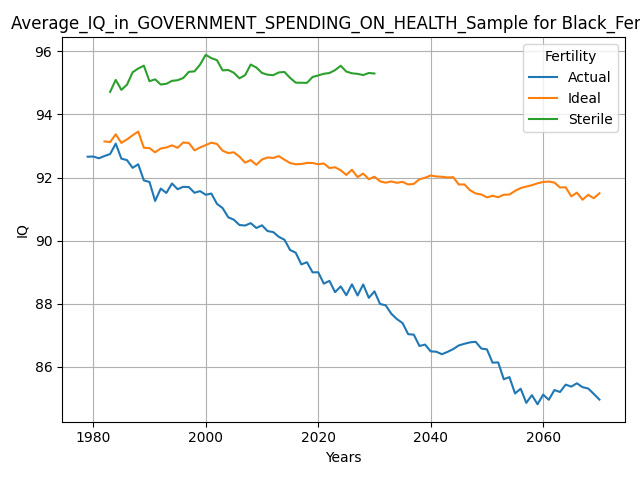 Average_IQ_in_GOVERNMENT_SPENDING_ON_HEALTH_Sample for Black_Fer
96
94
92
90
88
86
IQ
Fertility
Actual
Ideal
Sterile
1980
2000
2020
2040
2060
Years